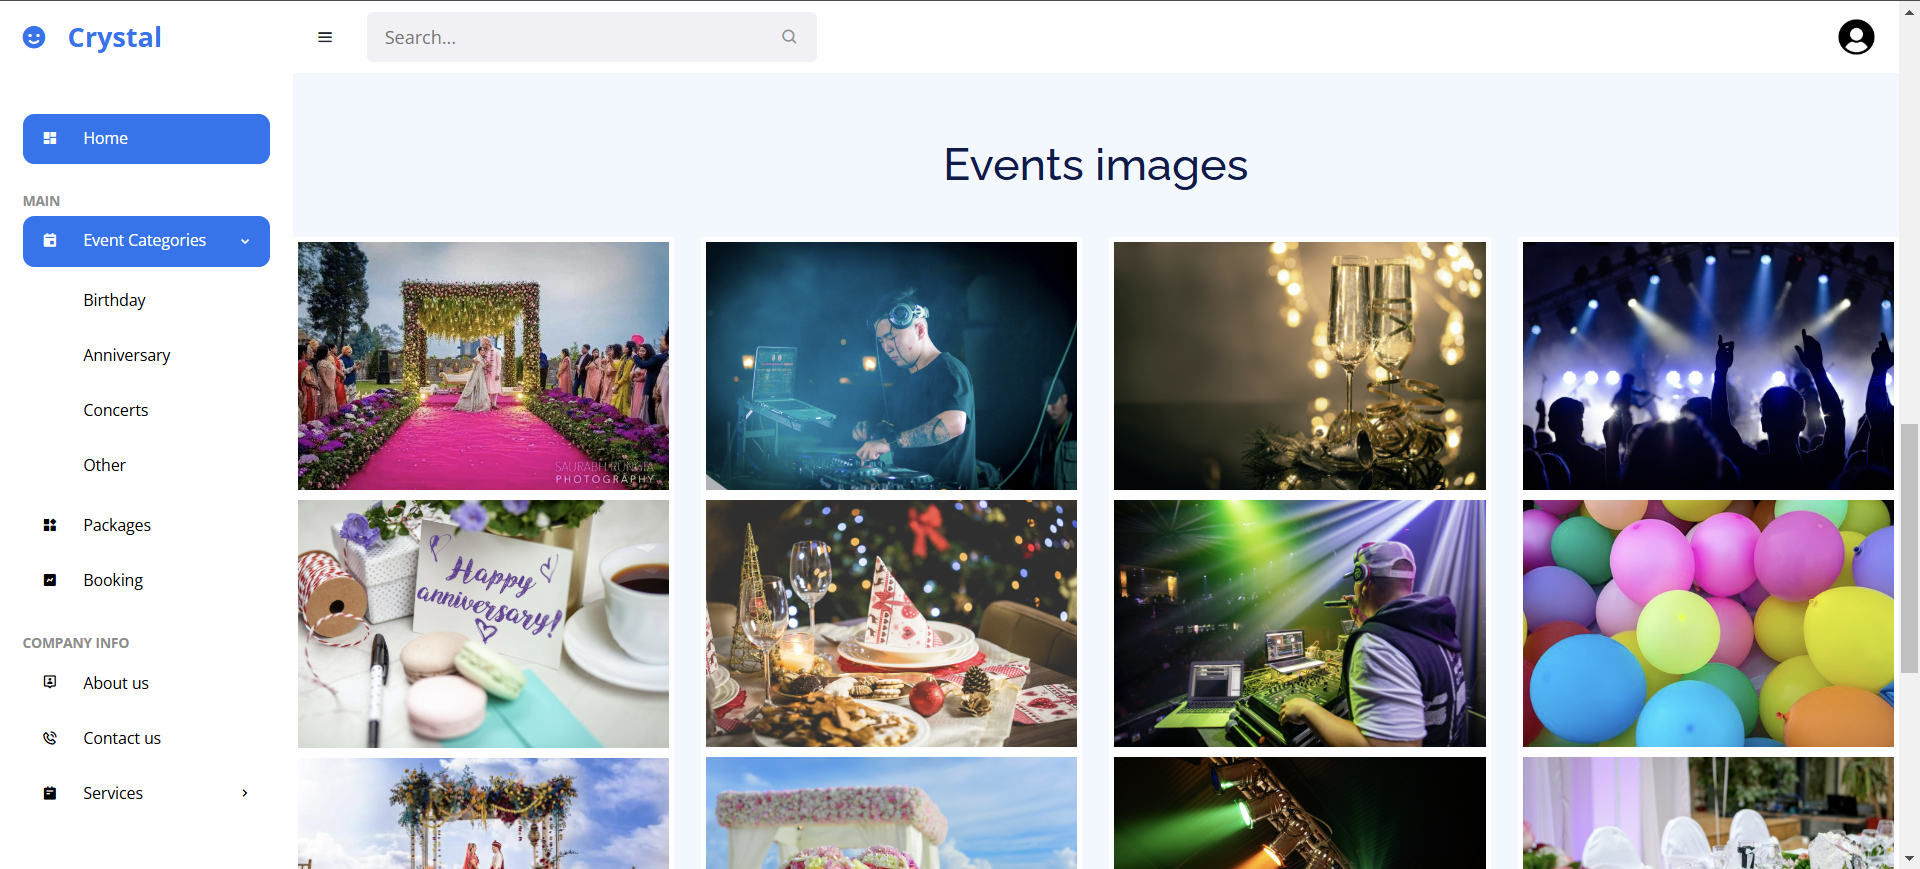 Crystal
Search...
Home
MAIN
Event Categories
Birthday
Anniversary
Concerts
Other
Packages
Booking
COMPANY INFO
About us
Contact us
Services
Events images
SAURABH
PHOTOGRAPHY
Happy
anniversary!